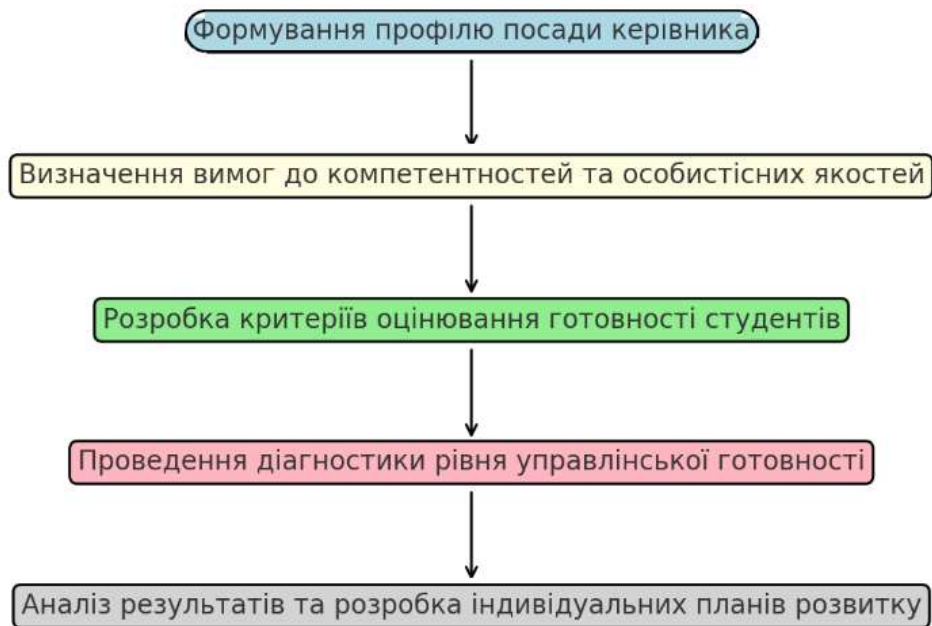 Формування профілю посади керівника
Визначення вимог до компетентностей та особистісних якостей
Розробка критеріїв оцінювання готовності студентів
Проведення діагностики рівня управлінської готовності
Аналіз результатів та розробка індивідуальних планів розвитку